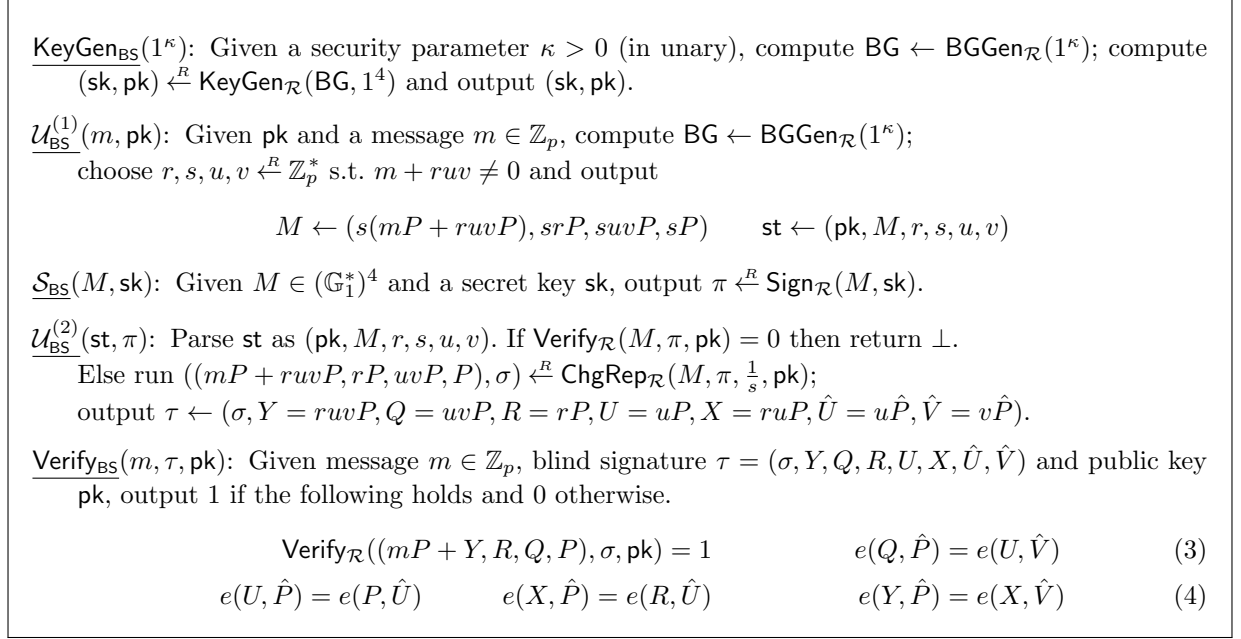 KeyGen_BS(1^κ): Given a security parameter κ > 0 (in unary), compute BG ← BGGen_R(1^κ); compute
(sk, pk) ←^R KeyGen_R(BG, 1^4) and output (sk, pk).
U_BS^(1)(m, pk): Given pk and a message m ∈ ℤ_p, compute BG ← BGGen_R(1^κ);
choose r, s, u, v ←^R ℤ_p^* s.t. m + ruv ≠ 0 and output
M ← (s(mP + ruvP), srP, suvP, sP) st ← (pk, M, r, s, u, v)
S_BS(M, sk): Given M ∈ (𝔾_1^*)^4 and a secret key sk, output π ←^R Sign_R(M, sk).
U_BS^(2)(st, π): Parse st as (pk, M, r, s, u, v). If Verify_R(M, π, pk) = 0 then return ⊥.
Else run ((mP + ruvP, rP, uvP, P), σ) ←^R ChgRep_R(M, π, 1/s, pk);
output τ ← (σ, Y = ruvP, Q = uvP, R = rP, U = uP, X = ruP, Û = uP̂, V̂ = vP̂).
Verify_BS(m, τ, pk): Given message m ∈ ℤ_p, blind signature τ = (σ, Y, Q, R, U, X, Û, V̂) and public key
pk, output 1 if the following holds and 0 otherwise.
Verify_R((mP + Y, R, Q, P), σ, pk) = 1 e(Q, P̂) = e(U, V̂) (3)
e(U, P̂) = e(P, Û) e(X, P̂) = e(R, Û) e(Y, P̂) = e(X, V̂) (4)